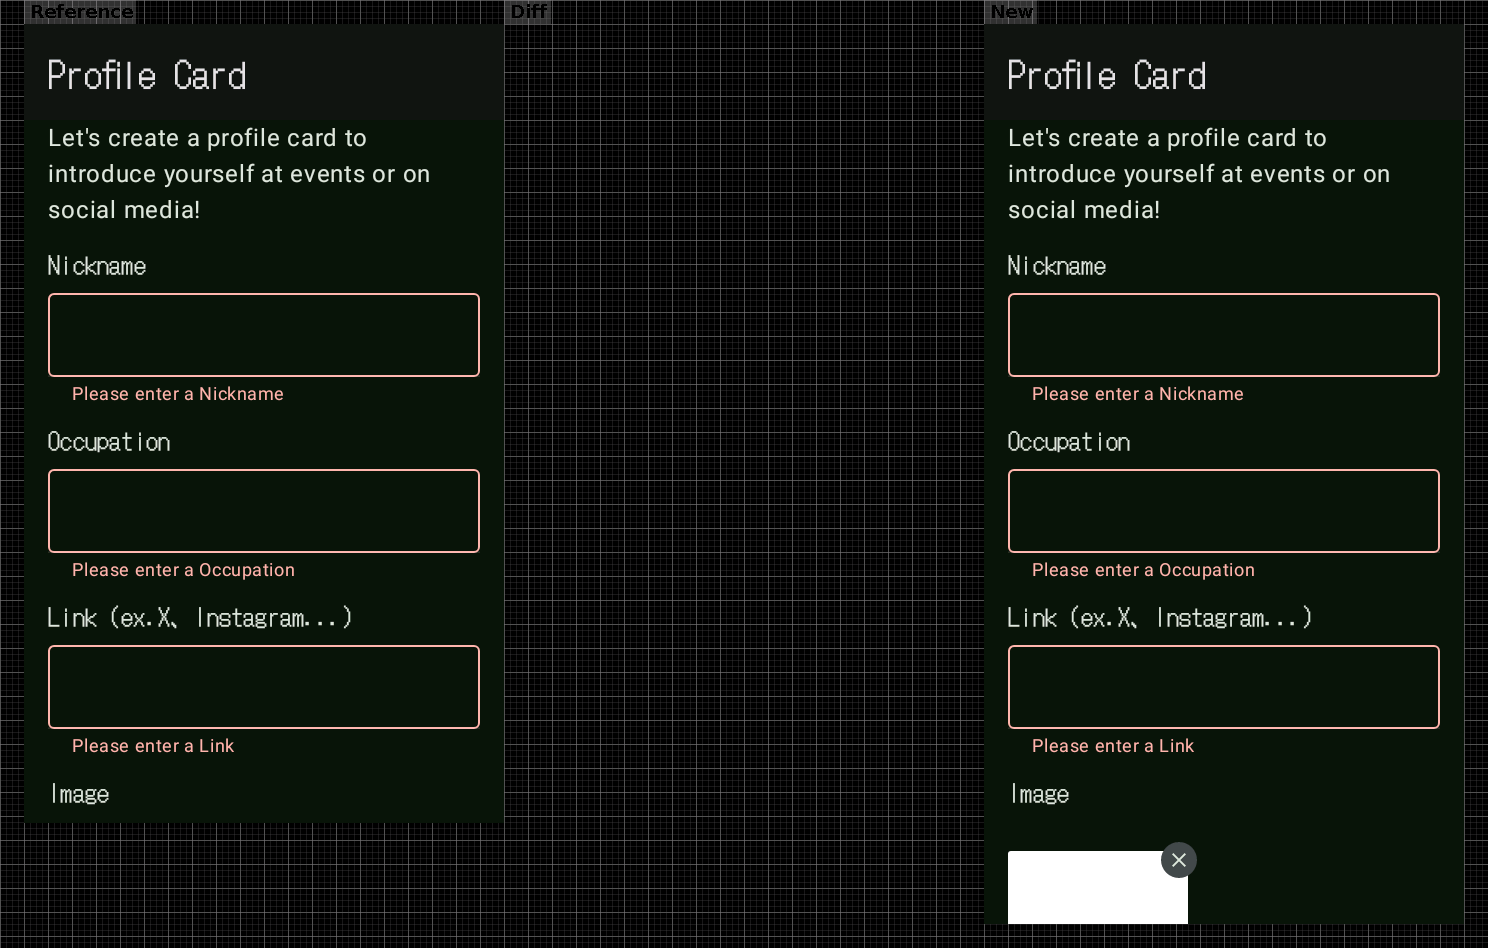 Reference
Diff
New
Profile Card
Let's create a profile card to
introduce yourself at events or on
social media!
Nickname
Please enter a Nickname
Occupation
Please enter a Occupation
Link (ex.X、Instagram...)
Please enter a Link
Image
Profile Card
Let's create a profile card to
introduce yourself at events or on
social media!
Nickname
Please enter a Nickname
Occupation
Please enter a Occupation
Link (ex.X、Instagram...)
Please enter a Link
Image